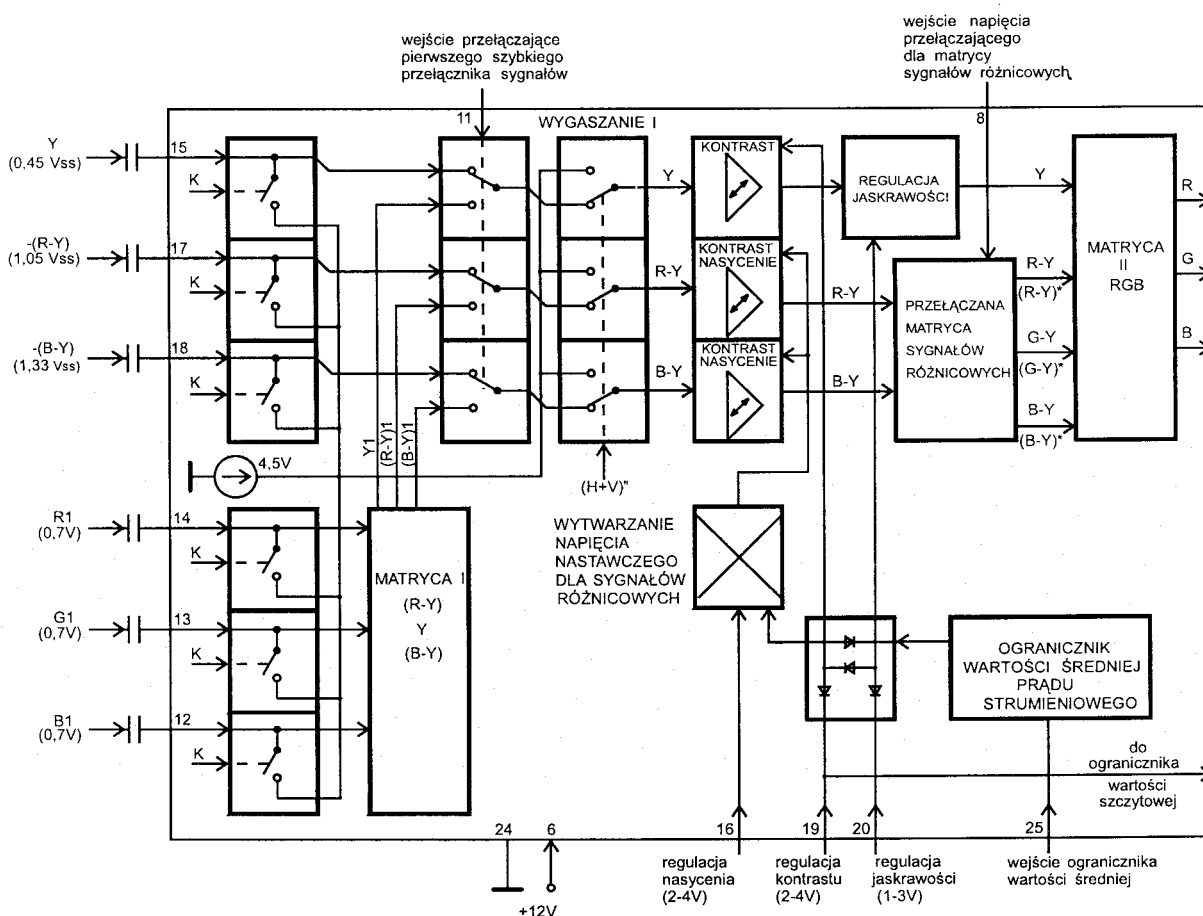 wejście przełączające
pierwszego szybkiego
przełącznika sygnałów
wejście napięcia
przełączającego
dla matrycy
sygnałów różnicowych
11
WYGASZANIE I
8
Y
(0,45 Vss)
15
K
-(R-Y)
(1,05 Vss)
17
K
-(B-Y)
(1,33 Vss)
18
K
KONTRAST
Y
KONTRAST
NASYCENIE
R-Y
KONTRAST
NASYCENIE
B-Y
REGULACJA
JASKRAWOŚCI
Y
R-Y
B-Y
PRZEŁĄCZANA
MATRYCA
SYGNAŁÓW
RÓŻNICOWYCH
R-Y
(R-Y)*
G-Y
(G-Y)*
B-Y
(B-Y)*
MATRYCA
II
RGB
R
G
B
4,5V
Y1
(R-Y)1
(B-Y)1
(H+V)"
R1
(0,7V)
14
K
G1
(0,7V)
13
K
B1
(0,7V)
12
K
MATRYCA I
(R-Y)
Y
(B-Y)
WYTWARZANIE
NAPIĘCIA
NASTAWCZEGO
DLA SYGNAŁÓW
RÓŻNICOWYCH
OGRANICZNIK
WARTOŚCI ŚREDNIEJ
PRĄDU
STRUMIENIOWEGO
do
ogranicznika
wartości
szczytowej
24
6
16
19
20
25
+12V
regulacja
nasycenia
(2-4V)
regulacja
kontrastu
(2-4V)
regulacja
jaskrawości
(1-3V)
wejście ogranicznika
wartości średniej